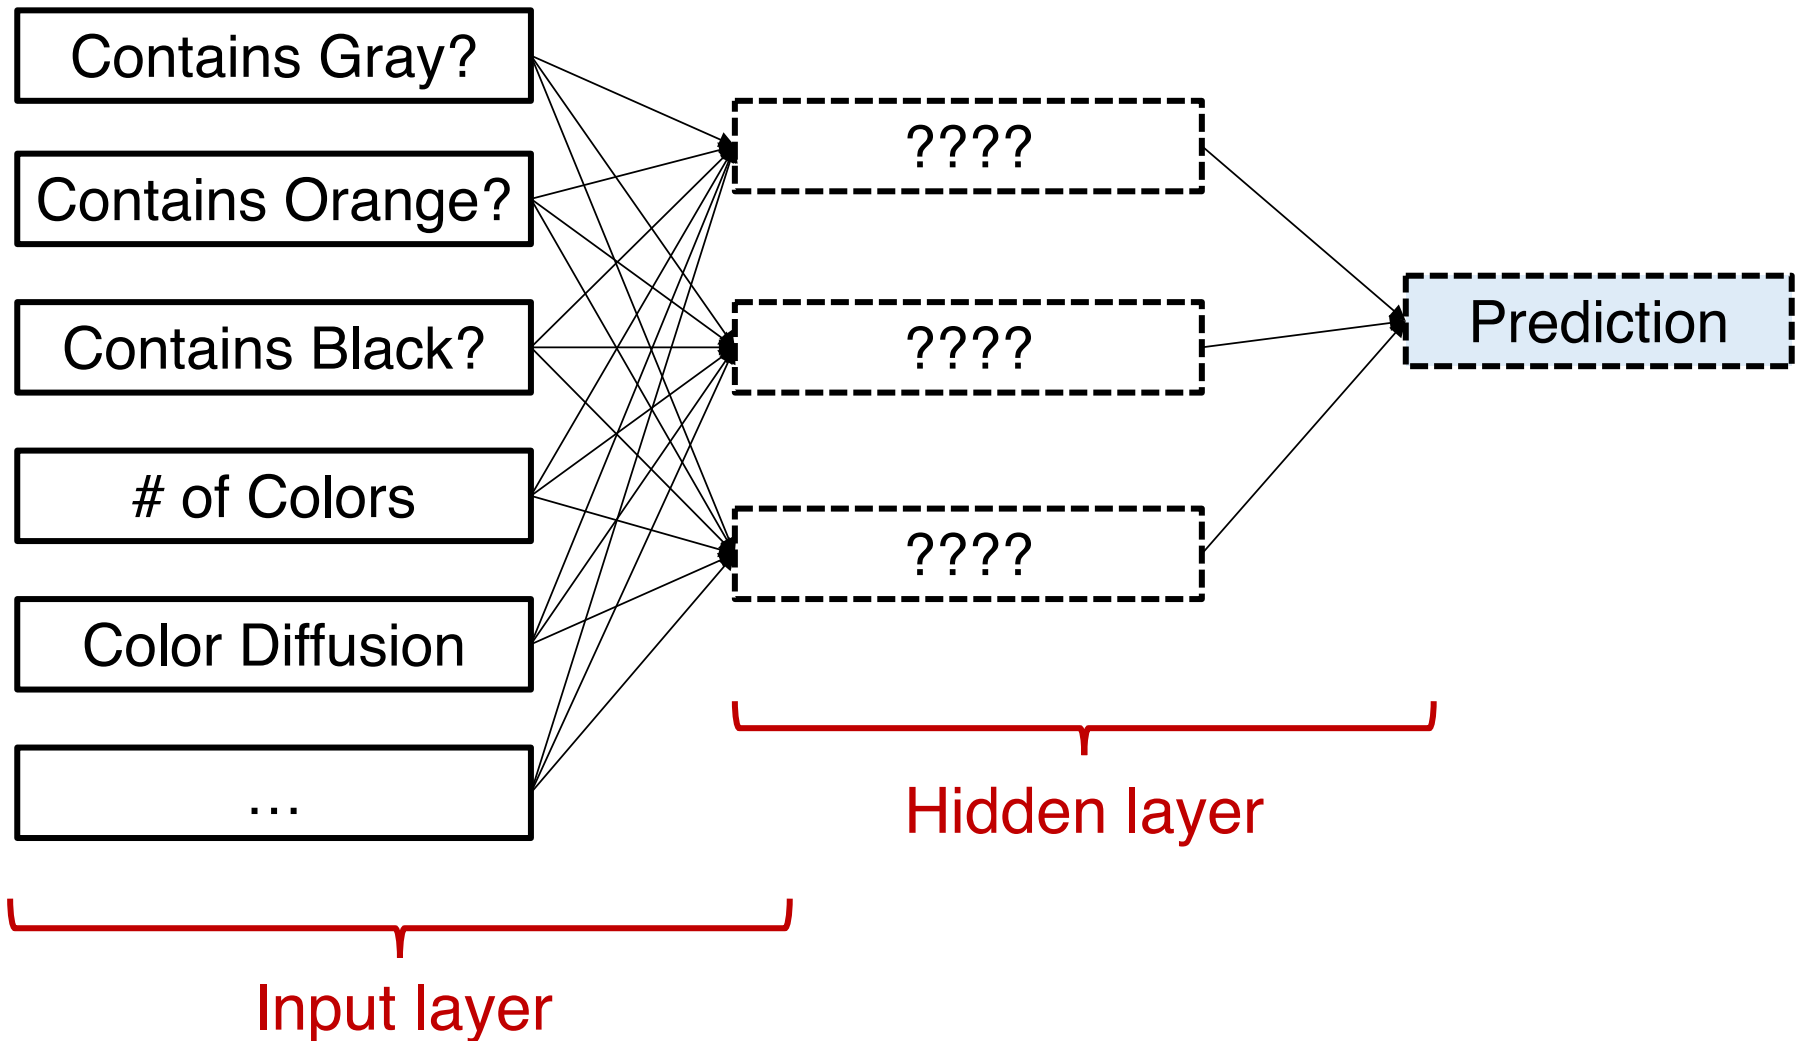 Contains Gray?
Contains Orange?
Contains Black?
# of Colors
Color Diffusion
…
????
????
????
Prediction
Hidden layer
Input layer